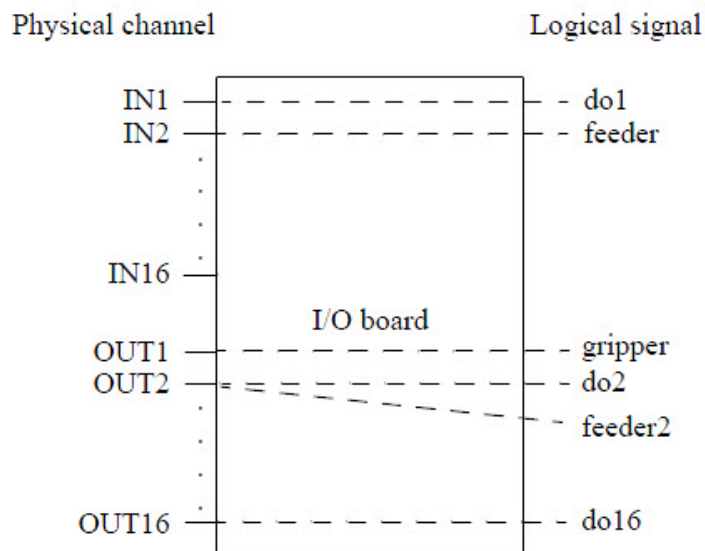 Physical channel Logical signal
IN1 do1
IN2 feeder
IN16
I/O board
OUT1 gripper
OUT2 do2
feeder2
OUT16 do16